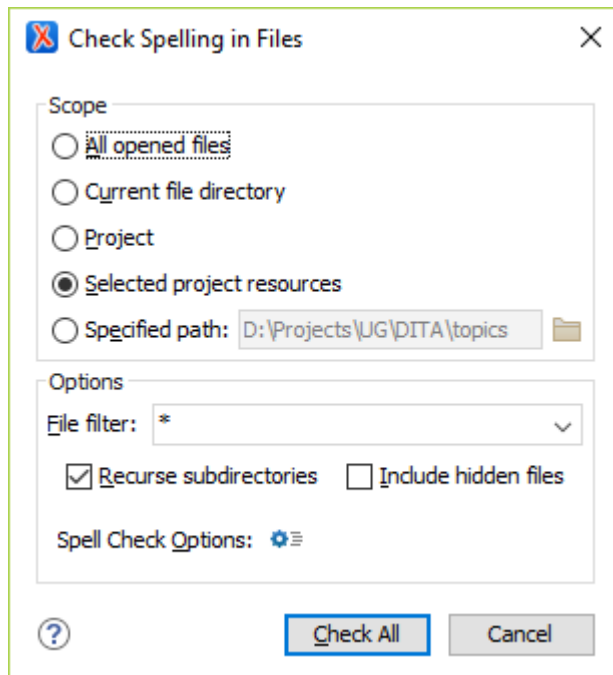 Check Spelling in Files
Scope
All opened files
Current file directory
Project
Selected project resources
Specified path: D:\Projects\UG\DITA\topics
Options
File filter: *
Recurse subdirectories Include hidden files
Spell Check Options:
? Check All Cancel